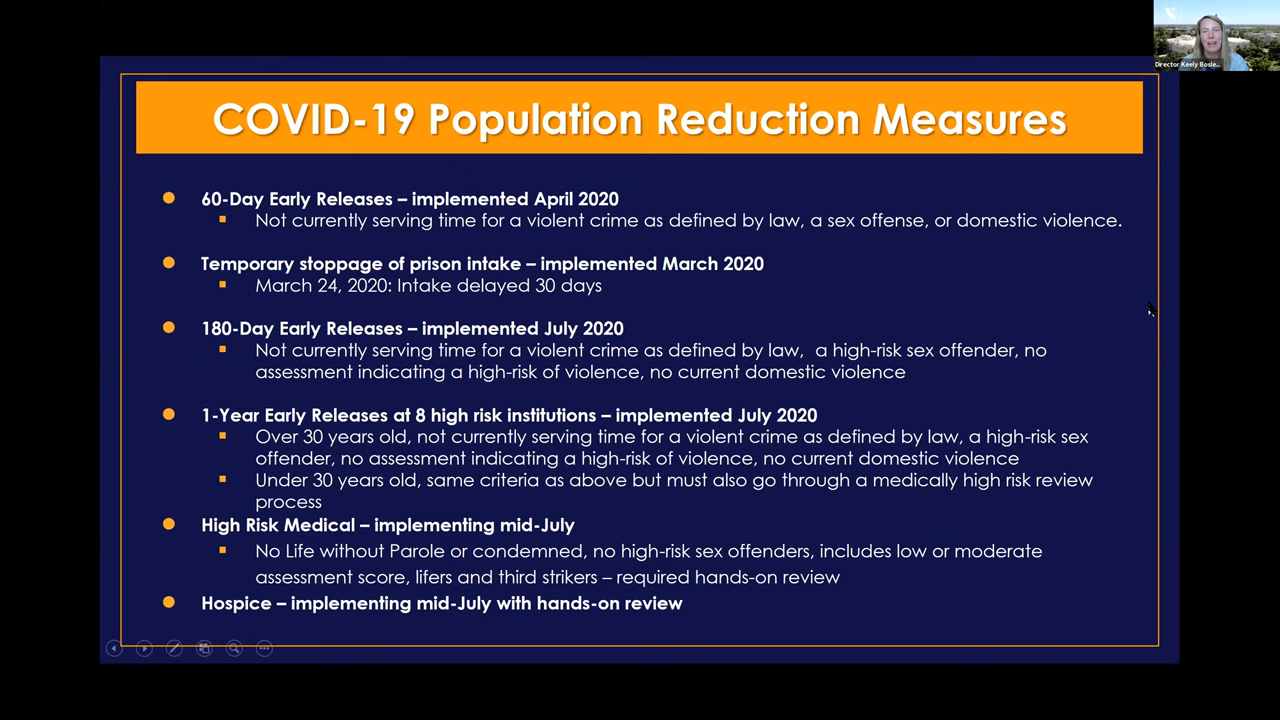 Director Keely Bosle...
COVID-19 Population Reduction Measures
60-Day Early Releases – implemented April 2020
Not currently serving time for a violent crime as defined by law, a sex offense, or domestic violence.
Temporary stoppage of prison intake – implemented March 2020
March 24, 2020: Intake delayed 30 days
180-Day Early Releases – implemented July 2020
Not currently serving time for a violent crime as defined by law, a high-risk sex offender, no
assessment indicating a high-risk of violence, no current domestic violence
1-Year Early Releases at 8 high risk institutions – implemented July 2020
Over 30 years old, not currently serving time for a violent crime as defined by law, a high-risk sex
offender, no assessment indicating a high-risk of violence, no current domestic violence
Under 30 years old, same criteria as above but must also go through a medically high risk review
process
High Risk Medical – implementing mid-July
No Life without Parole or condemned, no high-risk sex offenders, includes low or moderate
assessment score, lifers and third strikers – required hands-on review
Hospice – implementing mid-July with hands-on review